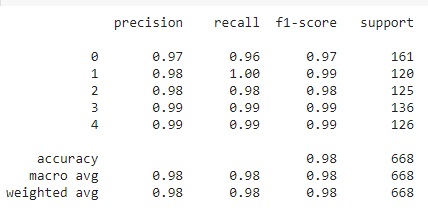 precision recall f1-score support
0 0.97 0.96 0.97 161
1 0.98 1.00 0.99 120
2 0.98 0.98 0.98 125
3 0.99 0.99 0.99 136
4 0.99 0.99 0.99 126
accuracy 0.98 668
macro avg 0.98 0.98 0.98 668
weighted avg 0.98 0.98 0.98 668